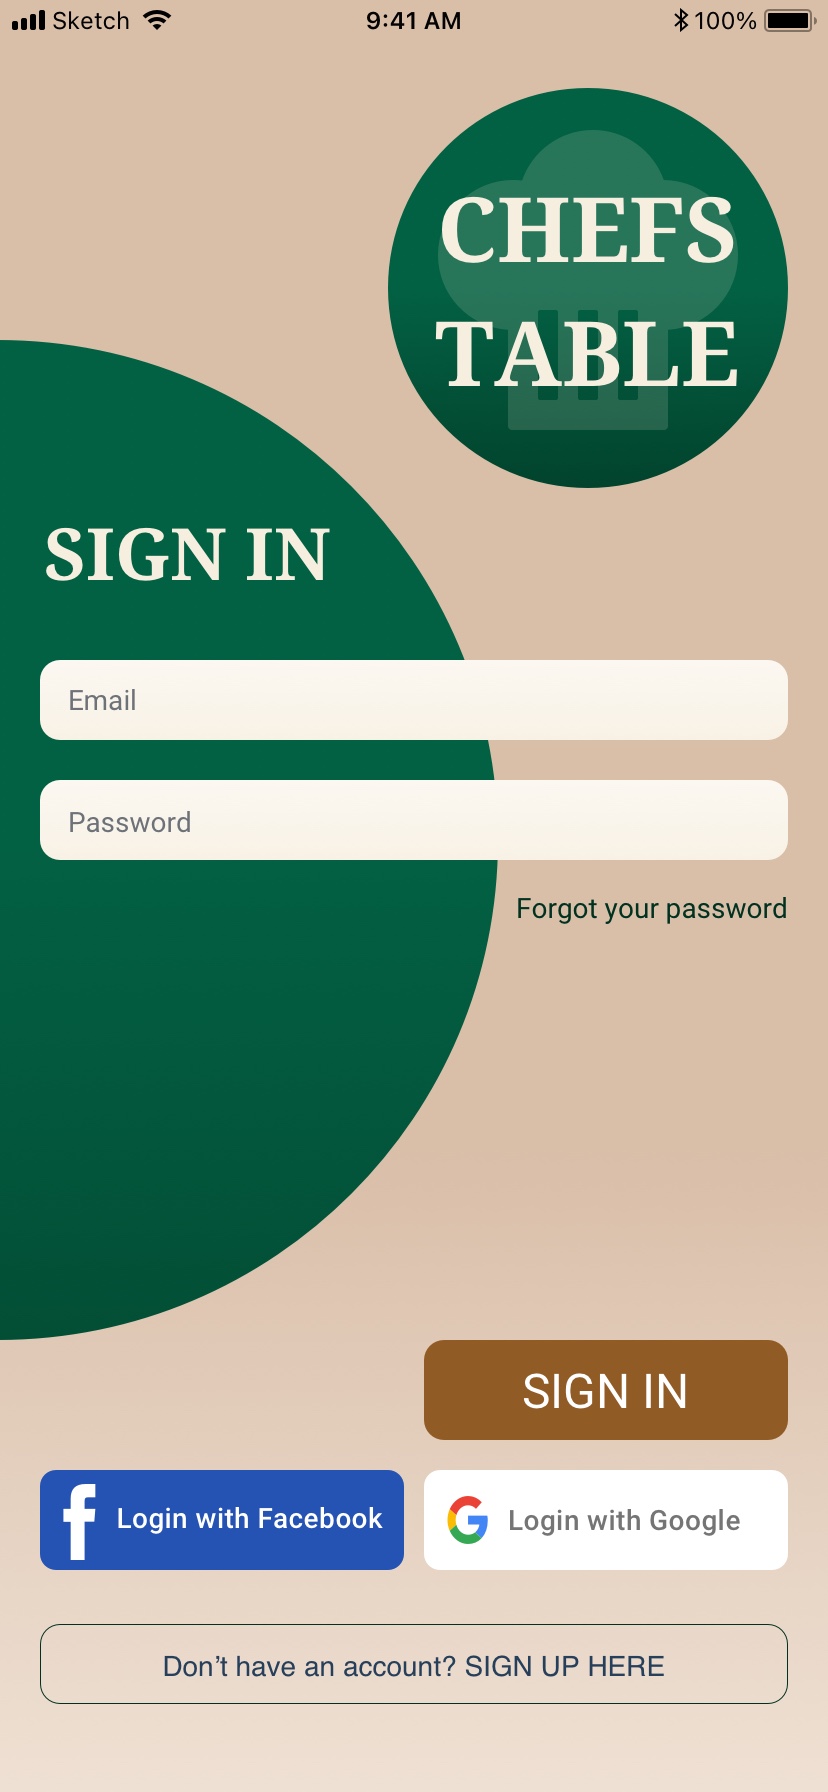 Sketch 9:41 AM 100%
CHEFS
TABLE
SIGN IN
Email
Password
Forgot your password
SIGN IN
Login with Facebook
Login with Google
Don’t have an account? SIGN UP HERE